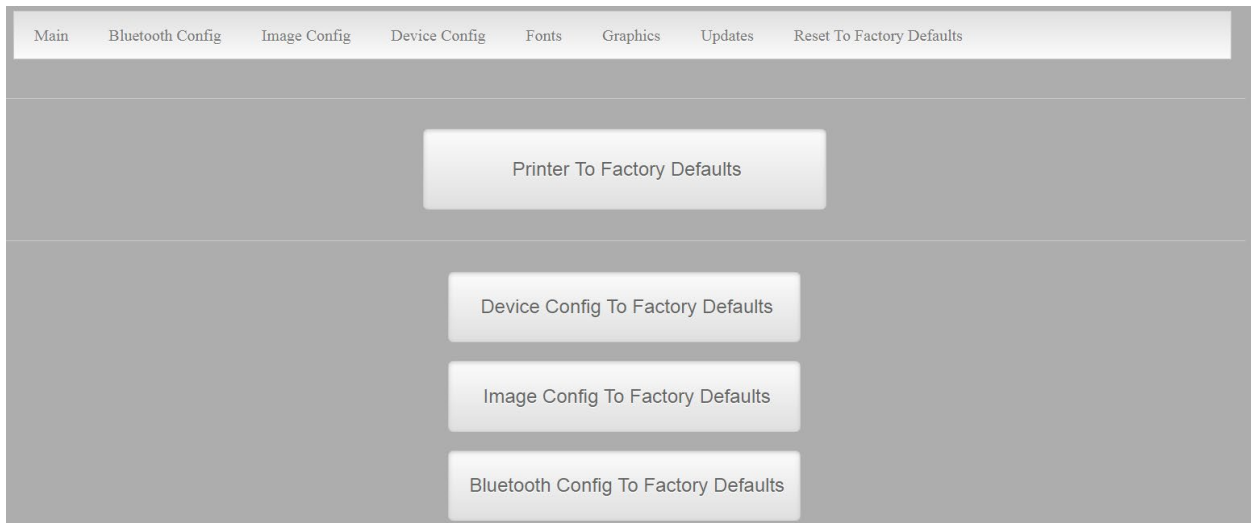 Main Bluetooth Config Image Config Device Config Fonts Graphics Updates Reset To Factory Defaults
Printer To Factory Defaults
Device Config To Factory Defaults
Image Config To Factory Defaults
Bluetooth Config To Factory Defaults